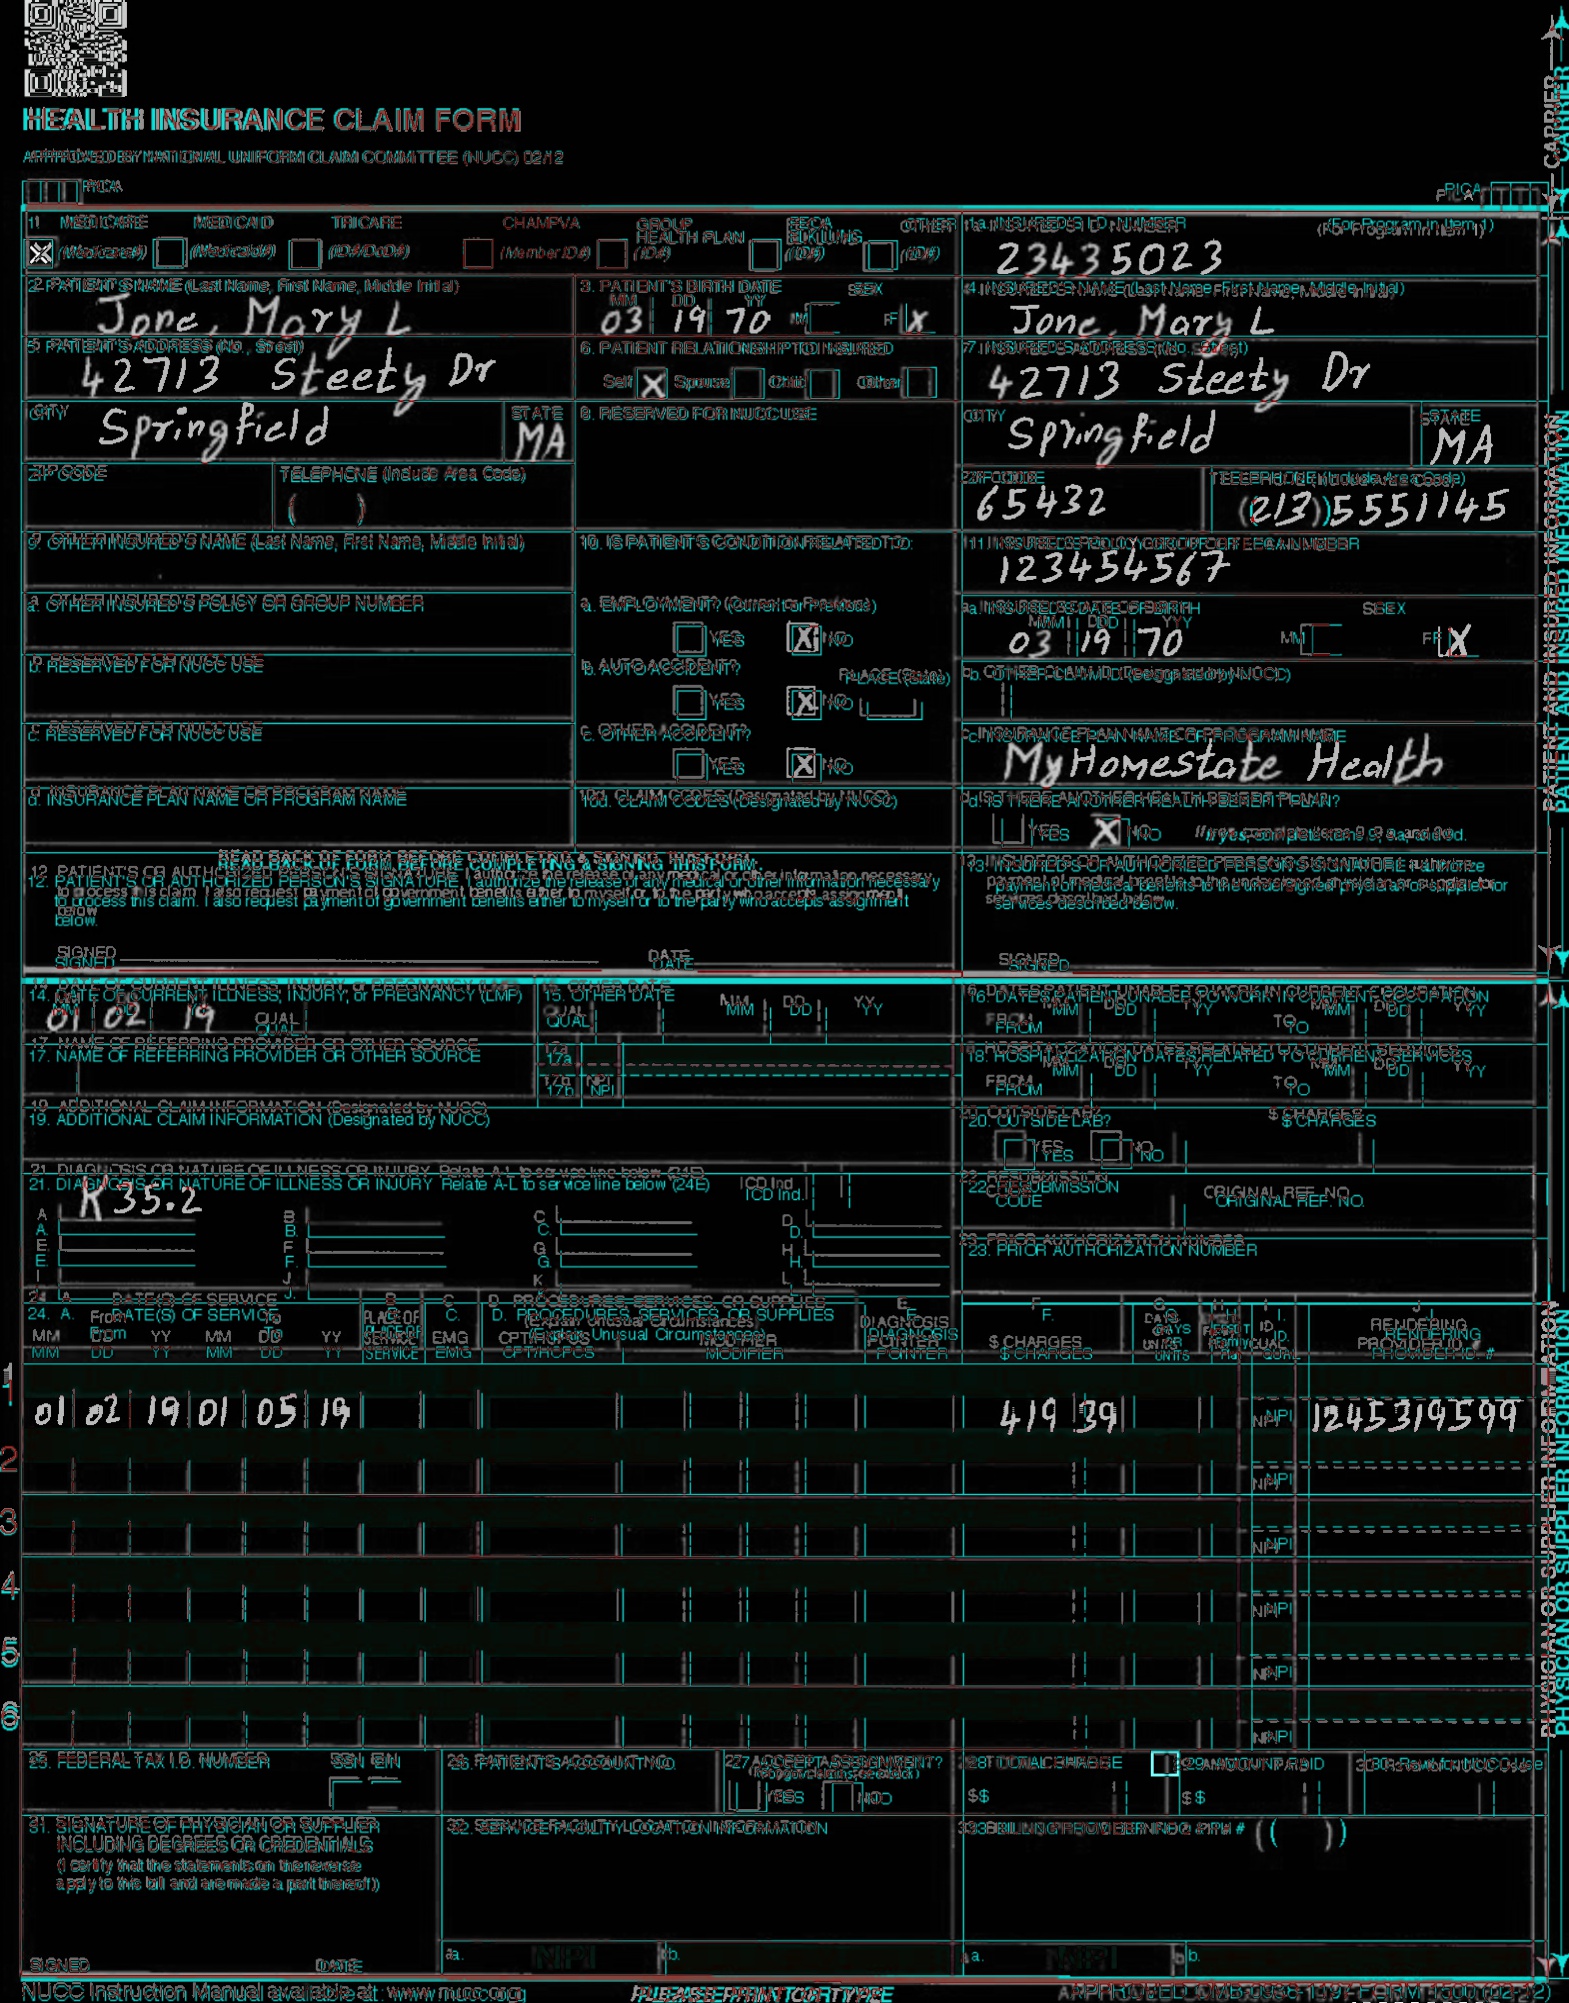 HEALTH INSURANCE CLAIM FORM
APPROVED BY NATIONAL UNIFORM CLAIM COMMITTEE (NUCC) 02/12
PICA PICA
CARRIER
1 MEDICARE MEDICAID TRICARE CHAMPVA GROUP HEALTH PLAN FECA BLK LUNG OTHER 1a. INSURED'S I.D. NUMBER (For Program in Item 1)
X (Medicare#) (Medicaid#) (ID#/DoD#) (Member ID#) (ID#) (ID#) (ID#) 23435023
2. PATIENT'S NAME (Last Name, First Name, Middle Initial) 3. PATIENT'S BIRTH DATE SEX 4. INSURED'S NAME (Last Name, First Name, Middle Initial)
MM DD YY
Jone, Mary L 03 19 70 M F X Jone, Mary L
5. PATIENT'S ADDRESS (No., Street) 6. PATIENT RELATIONSHIP TO INSURED 7. INSURED'S ADDRESS (No., Street)
42713 Steety Dr Self X Spouse Child Other 42713 Steety Dr
CITY STATE 8. RESERVED FOR NUCC USE CITY STATE
Springfield MA Springfield MA
ZIP CODE TELEPHONE (Include Area Code) ZIP CODE TELEPHONE (Include Area Code)
( ) 65432 (213) 5551145
9. OTHER INSURED'S NAME (Last Name, First Name, Middle Initial) 10. IS PATIENT'S CONDITION RELATED TO: 11. INSURED'S POLICY GROUP OR FECA NUMBER
123454567
a. OTHER INSURED'S POLICY OR GROUP NUMBER a. EMPLOYMENT? (Current or Previous) a. INSURED'S DATE OF BIRTH SEX
MM DD YY
YES X NO 03 19 70 M F X
b. RESERVED FOR NUCC USE b. AUTO ACCIDENT? PLACE (State) b. OTHER CLAIM ID (Designated by NUCC)
YES X NO
c. RESERVED FOR NUCC USE c. OTHER ACCIDENT? c. INSURANCE PLAN NAME OR PROGRAM NAME
YES X NO MyHomestate Health
d. INSURANCE PLAN NAME OR PROGRAM NAME 10d. CLAIM CODES (Designated by NUCC) d. IS THERE ANOTHER HEALTH BENEFIT PLAN?
YES X NO If yes, complete items 9, 9a, and 9d.
READ BACK OF FORM BEFORE COMPLETING & SIGNING THIS FORM.
12. PATIENT'S OR AUTHORIZED PERSON'S SIGNATURE I authorize the release of any medical or other information necessary
to process this claim. I also request payment of government benefits either to myself or to the party who accepts assignment
below.
SIGNED DATE
13. INSURED'S OR AUTHORIZED PERSON'S SIGNATURE I authorize
payment of medical benefits to the undersigned physician or supplier for
services described below.
SIGNED
PATIENT AND INSURED INFORMATION
14. DATE OF CURRENT ILLNESS, INJURY, or PREGNANCY (LMP) 15. OTHER DATE 16. DATES PATIENT UNABLE TO WORK IN CURRENT OCCUPATION
01 02 19 QUAL. QUAL. MM DD YY FROM MM DD YY TO MM DD YY
17. NAME OF REFERRING PROVIDER OR OTHER SOURCE 17a. 18. HOSPITALIZATION DATES RELATED TO CURRENT SERVICES
17b. NPI FROM MM DD YY TO MM DD YY
19. ADDITIONAL CLAIM INFORMATION (Designated by NUCC) 20. OUTSIDE LAB? $ CHARGES
YES NO
21. DIAGNOSIS OR NATURE OF ILLNESS OR INJURY Relate A-L to service line below (24E) ICD Ind. 22. RESUBMISSION CODE ORIGINAL REF. NO.
A. K35.2 B. C. D.
E. F. G. H. 23. PRIOR AUTHORIZATION NUMBER
I. J. K. L.
24. A. DATE(S) OF SERVICE B. C. D. PROCEDURES, SERVICES, OR SUPPLIES E. F. G. H. I. J.
From To PLACE OF SERVICE EMG (Explain Unusual Circumstances) DIAGNOSIS POINTER $ CHARGES DAYS UNITS ID. QUAL. RENDERING PROVIDER ID. #
MM DD YY MM DD YY CPT/HCPCS MODIFIER
1 01 02 19 01 05 19 419 39 NPI 1245319599
2 NPI
3 NPI
4 NPI
5 NPI
6 NPI
PHYSICIAN OR SUPPLIER INFORMATION
25. FEDERAL TAX I.D. NUMBER SSN EIN 26. PATIENT'S ACCOUNT NO. 27. ACCEPT ASSIGNMENT? 28. TOTAL CHARGE 29. AMOUNT PAID 30. Rsvd for NUCC Use
YES NO $ $
31. SIGNATURE OF PHYSICIAN OR SUPPLIER 32. SERVICE FACILITY LOCATION INFORMATION 33. BILLING PROVIDER INFO & PH # ( )
INCLUDING DEGREES OR CREDENTIALS
(I certify that the statements on the reverse
apply to this bill and are made a part thereof.)
SIGNED DATE a. NPI b. a. NPI b.
NUCC Instruction Manual available at: www.nucc.org PLEASE PRINT OR TYPE